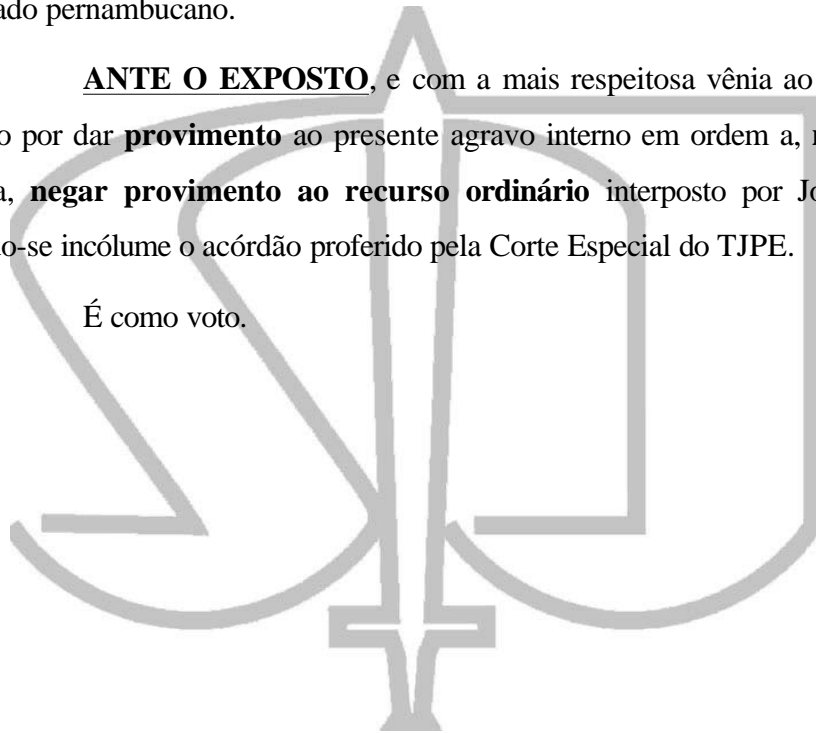 ado pernambucano.
ANTE O EXPOSTO, e com a mais respeitosa vênia ao
o por dar provimento ao presente agravo interno em ordem a,
a, negar provimento ao recurso ordinário interposto por Jo
o-se incólume o acórdão proferido pela Corte Especial do TJPE.
É como voto.